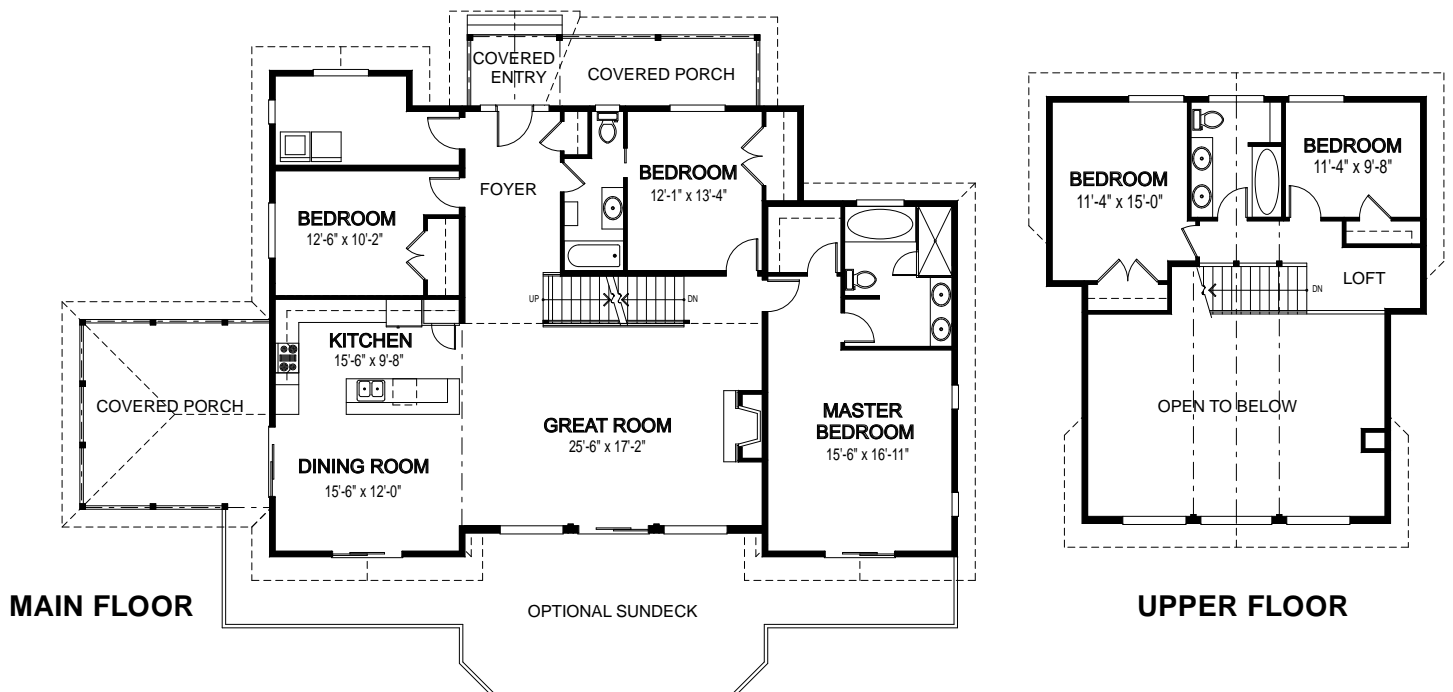 COVERED
ENTRY
COVERED PORCH
BEDROOM
12'-1" x 13'-4"
FOYER
BEDROOM
12'-6" x 10'-2"
UP
DN
KITCHEN
15'-6" x 9'-8"
COVERED PORCH
GREAT ROOM
25'-6" x 17'-2"
MASTER
BEDROOM
15'-6" x 16'-11"
DINING ROOM
15'-6" x 12'-0"
OPTIONAL SUNDECK
MAIN FLOOR
BEDROOM
11'-4" x 9'-8"
BEDROOM
11'-4" x 15'-0"
LOFT
DN
OPEN TO BELOW
UPPER FLOOR